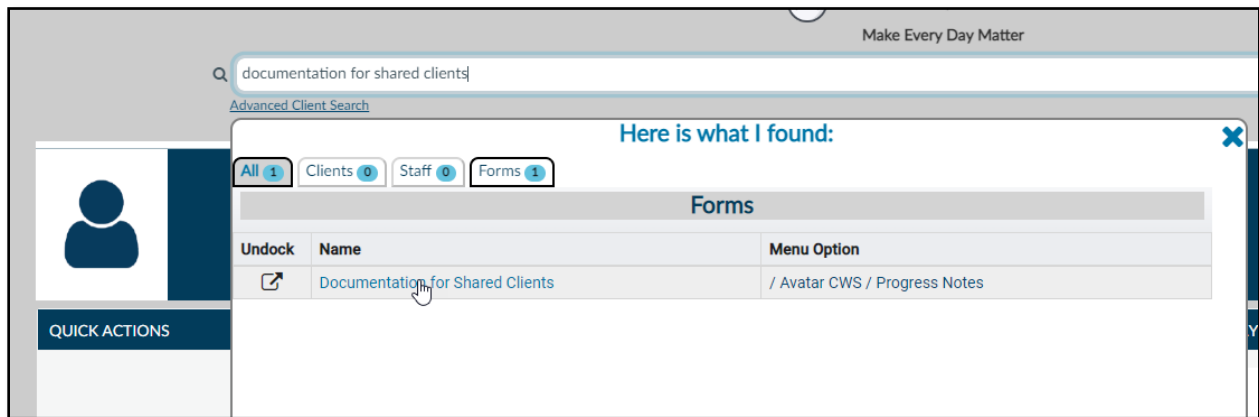 Make Every Day Matter
documentation for shared clients
Advanced Client Search
Here is what I found:
All 1 Clients 0 Staff 0 Forms 1
Forms
Undock Name Menu Option
Documentation for Shared Clients / Avatar CWS / Progress Notes
QUICK ACTIONS